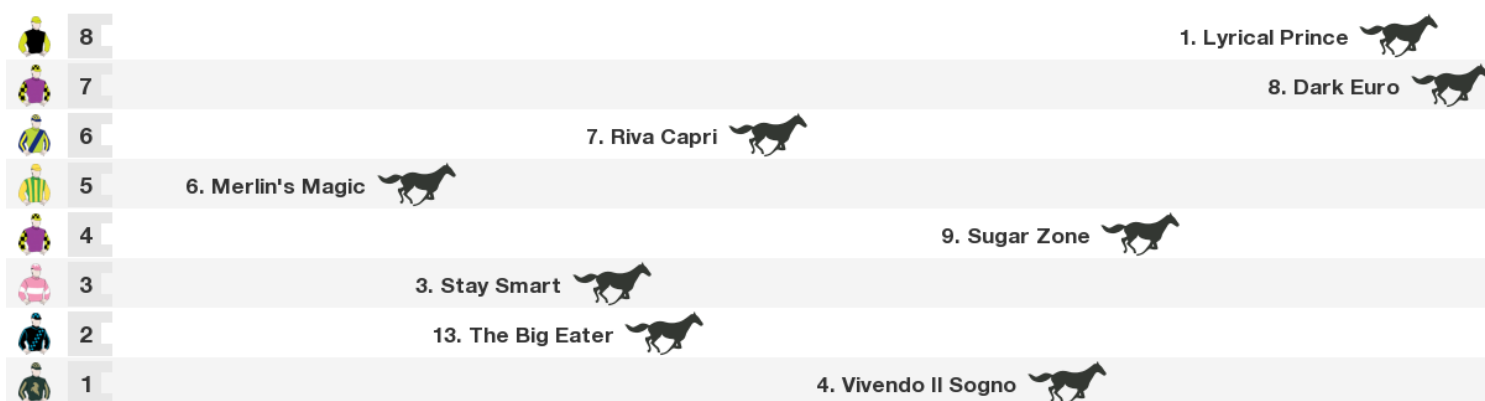 8 1. Lyrical Prince
7 8. Dark Euro
6 7. Riva Capri
5 6. Merlin's Magic
4 9. Sugar Zone
3 3. Stay Smart
2 13. The Big Eater
1 4. Vivendo Il Sogno